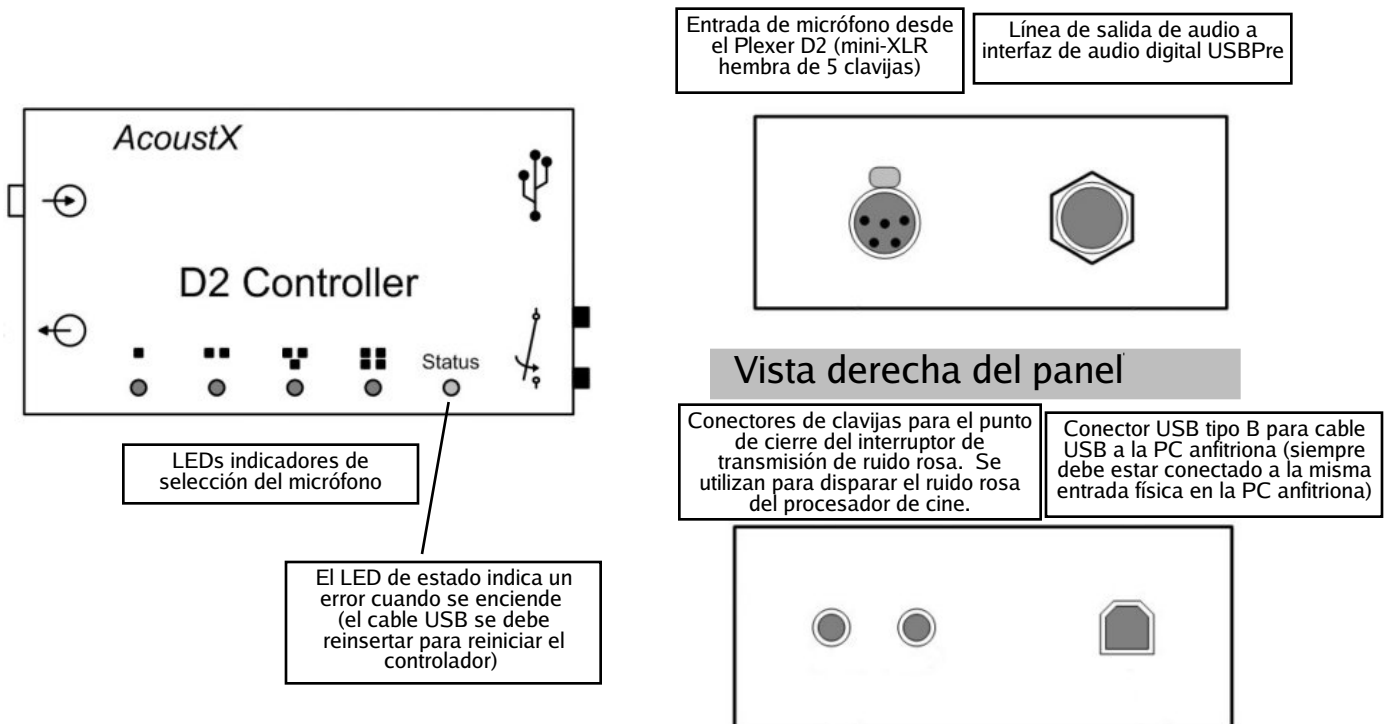 Entrada de micrófono desde
el Plexer D2 (mini-XLR
hembra de 5 clavijas)
Línea de salida de audio a
interfaz de audio digital USBPre
AcoustX
D2 Controller
Status
LEDs indicadores de
selección del micrófono
El LED de estado indica un
error cuando se enciende
(el cable USB se debe
reinsertar para reiniciar el
controlador)
Vista derecha del panel
Conectores de clavijas para el punto
de cierre del interruptor de
transmisión de ruido rosa. Se
utilizan para disparar el ruido rosa
del procesador de cine.
Conector USB tipo B para cable
USB a la PC anfitriona (siempre
debe estar conectado a la misma
entrada física en la PC anfitriona)